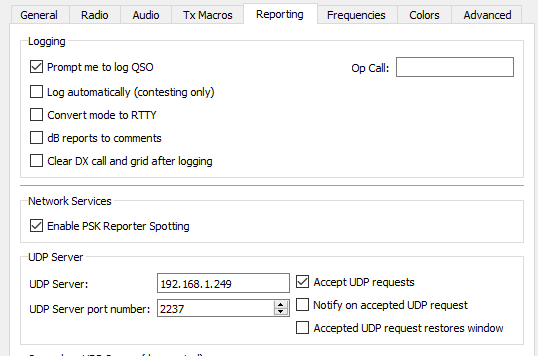 General Radio Audio Tx Macros Reporting Frequencies Colors Advanced
Logging
Prompt me to log QSO Op Call:
Log automatically (contesting only)
Convert mode to RTTY
dB reports to comments
Clear DX call and grid after logging
Network Services
Enable PSK Reporter Spotting
UDP Server
UDP Server: 192.168.1.249 Accept UDP requests
UDP Server port number: 2237 Notify on accepted UDP request
Accepted UDP request restores window